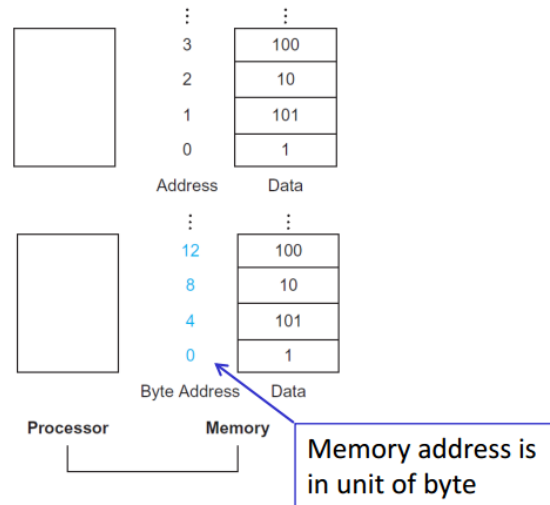 ⋮ ⋮
3 100
2 10
1 101
0 1
Address Data
⋮ ⋮
12 100
8 10
4 101
0 1
Byte Address Data
Processor Memory
Memory address is
in unit of byte